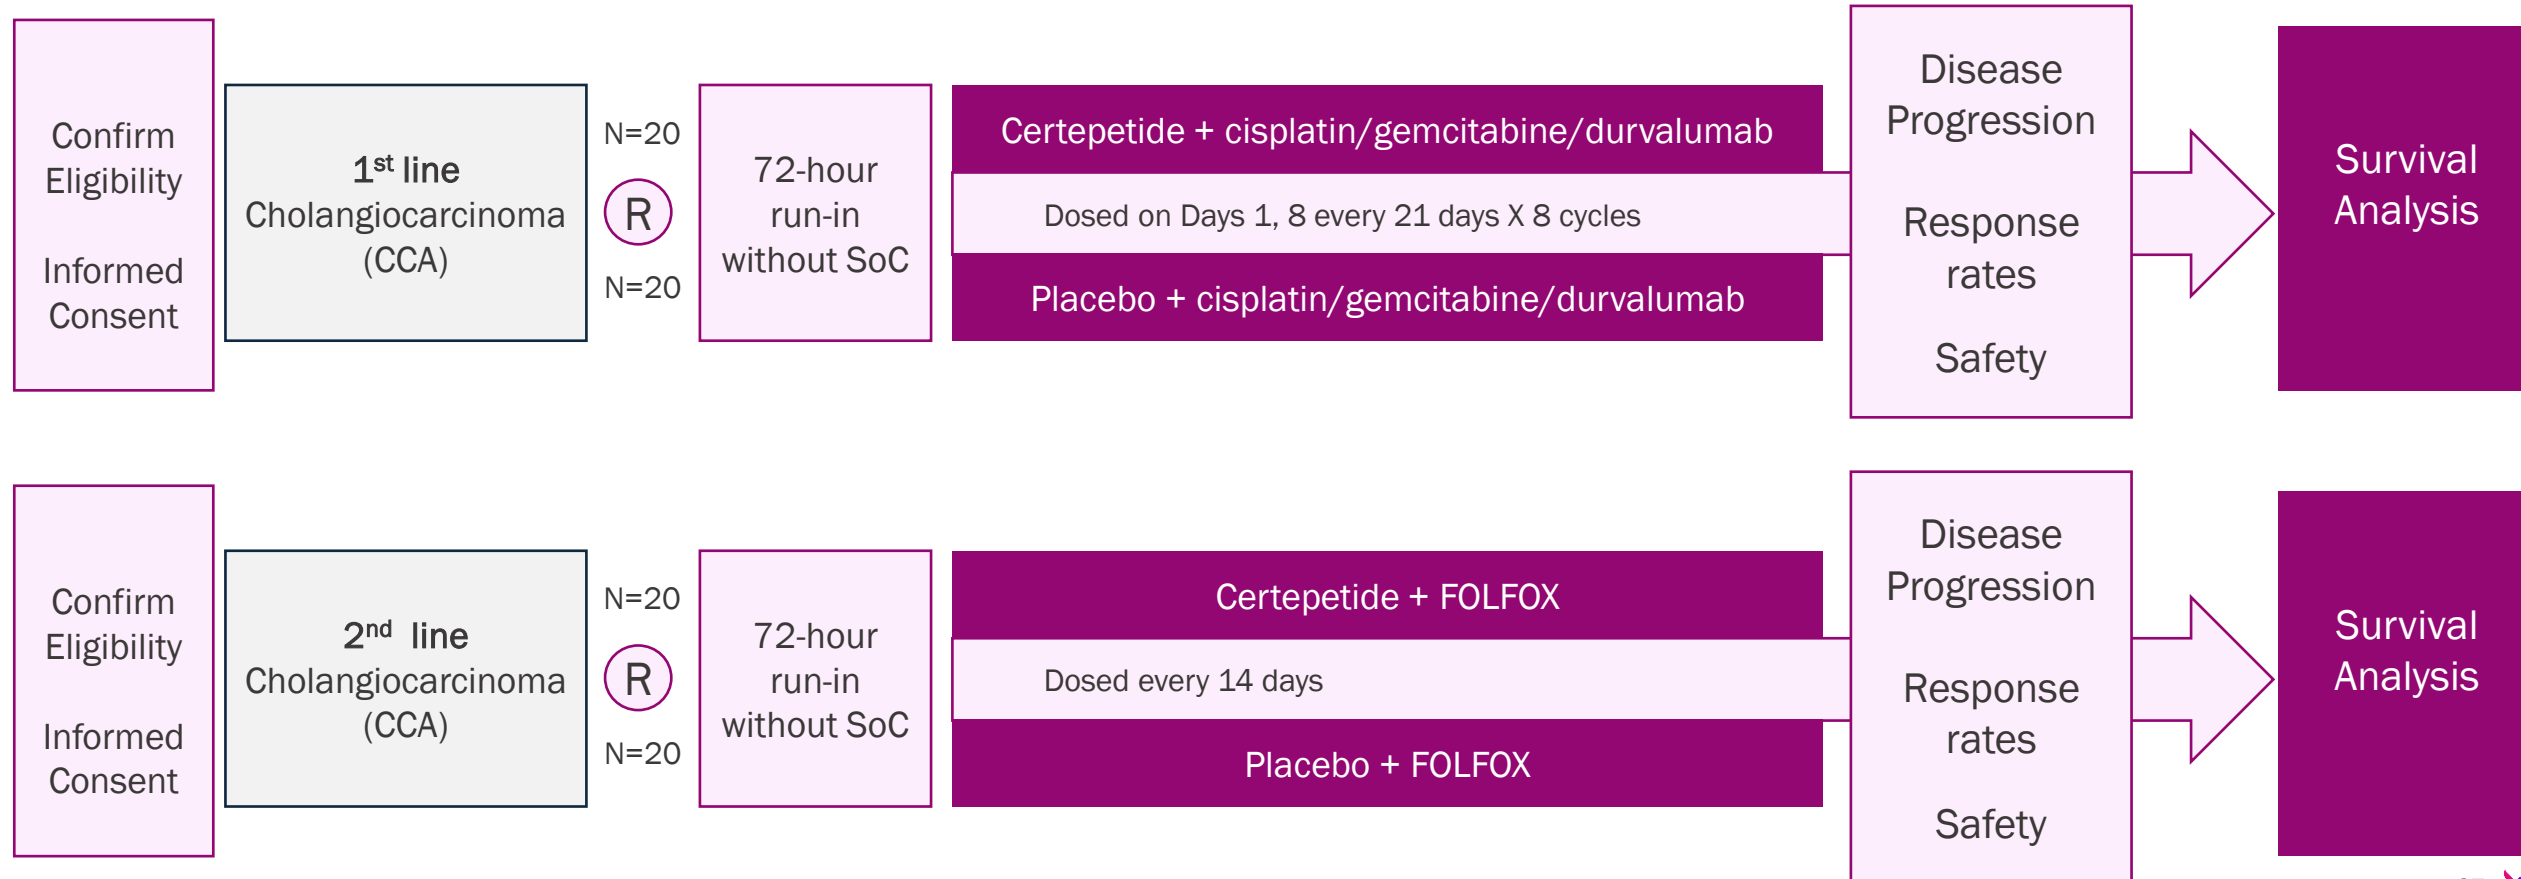 Confirm
Eligibility
Informed
Consent
1st line
Cholangiocarcinoma
(CCA)
N=20
R
N=20
72-hour
run-in
without SoC
Certepetide + cisplatin/gemcitabine/durvalumab
Dosed on Days 1, 8 every 21 days X 8 cycles
Placebo + cisplatin/gemcitabine/durvalumab
Disease
Progression
Response
rates
Safety
Survival
Analysis
Confirm
Eligibility
Informed
Consent
2nd line
Cholangiocarcinoma
(CCA)
N=20
R
N=20
72-hour
run-in
without SoC
Certepetide + FOLFOX
Dosed every 14 days
Placebo + FOLFOX
Disease
Progression
Response
rates
Safety
Survival
Analysis